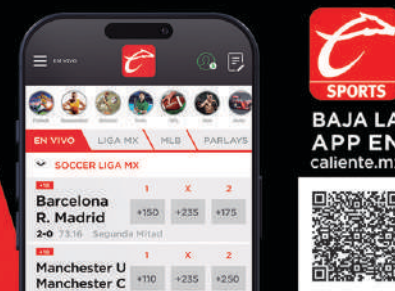 EN VIVO
SPORTS
BAJA LA
APP EN
caliente.mx
EN VIVO
LIGA MX
MLB
PARLAYS
SOCCER LIGA MX
+10
1 X 2
Barcelona
R. Madrid
+150 +235 +175
2-0 73:16 Segunda Mitad
+10
1 X 2
Manchester U
Manchester C
+110 +235 +250